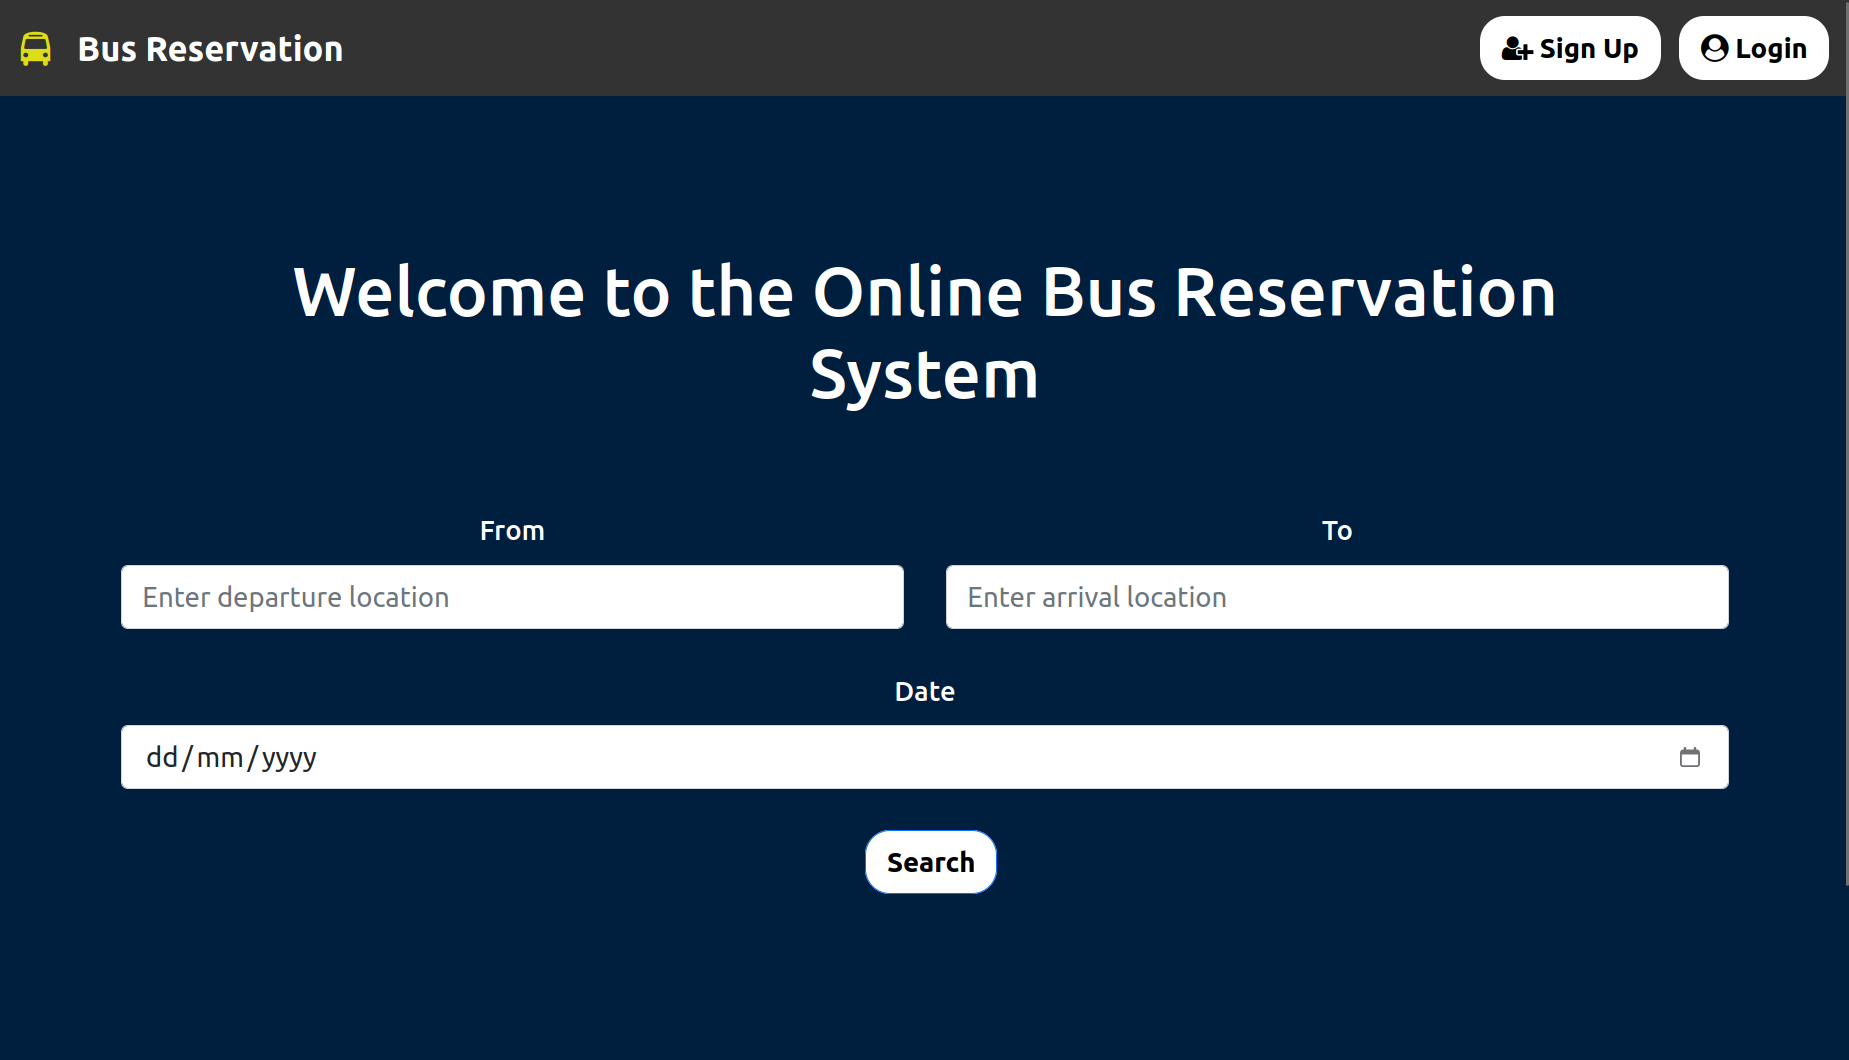 Bus Reservation
Sign Up
Login
Welcome to the Online Bus Reservation
System
From
To
Enter departure location
Enter arrival location
Date
dd/mm/yyyy
Search